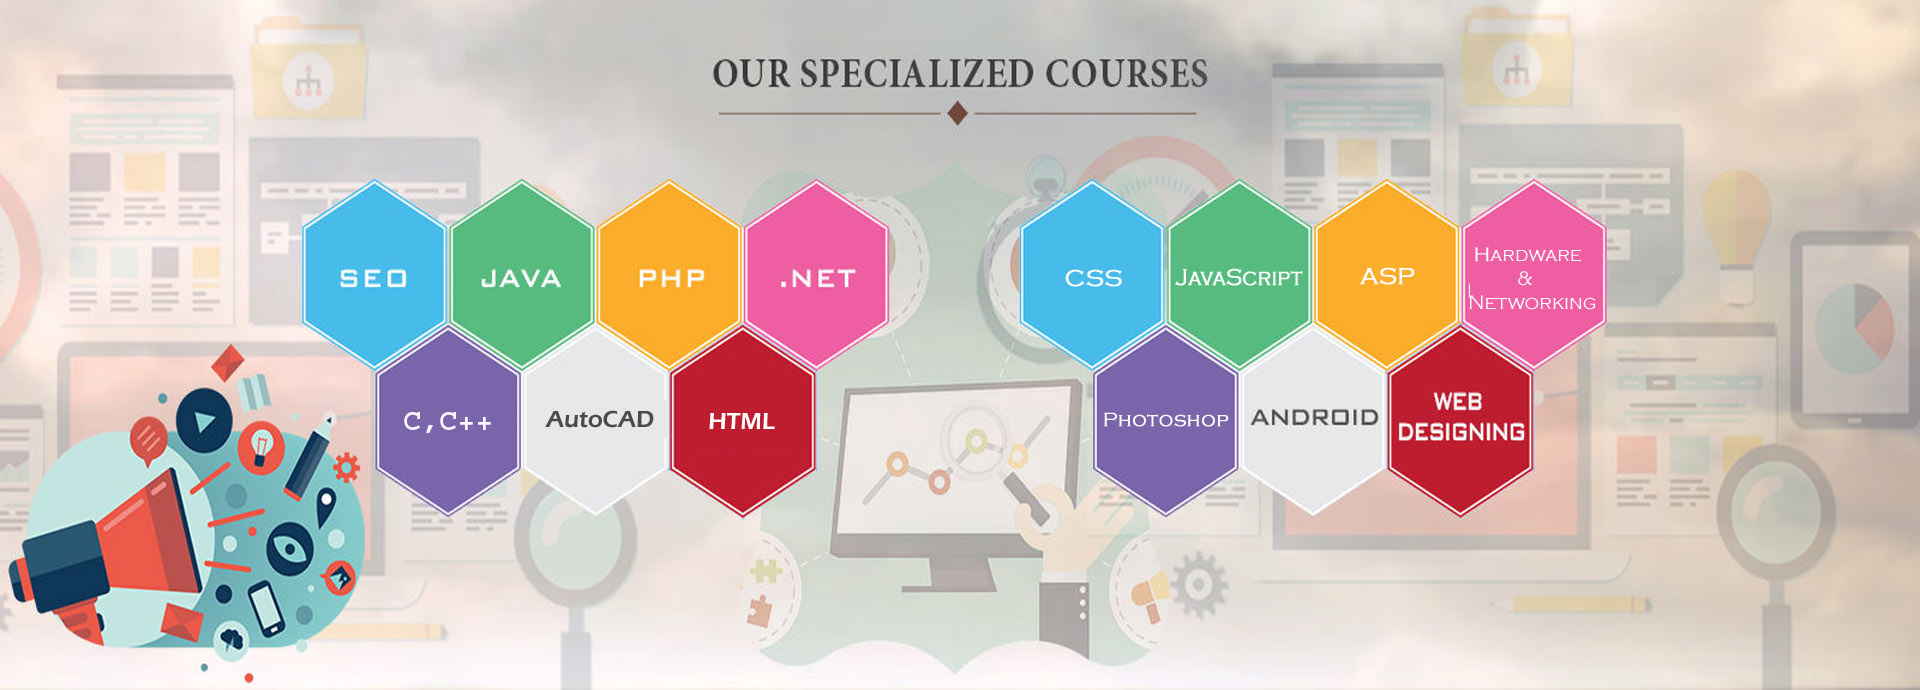 OUR SPECIALIZED COURSES
SEO
JAVA
PHP
.NET
C,C++
AutoCAD
HTML
CSS
JavaScript
ASP
Hardware
&
Networking
Photoshop
ANDROID
WEB
DESIGNING